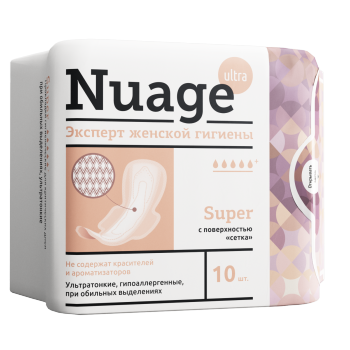 Nuage
ultra
Эксперт женской гигиены
Super
с поверхностью
«сетка»
Не содержат красителей
и ароматизаторов
10 шт.
Ультратонкие, гипоаллергенные,
при обильных выделениях